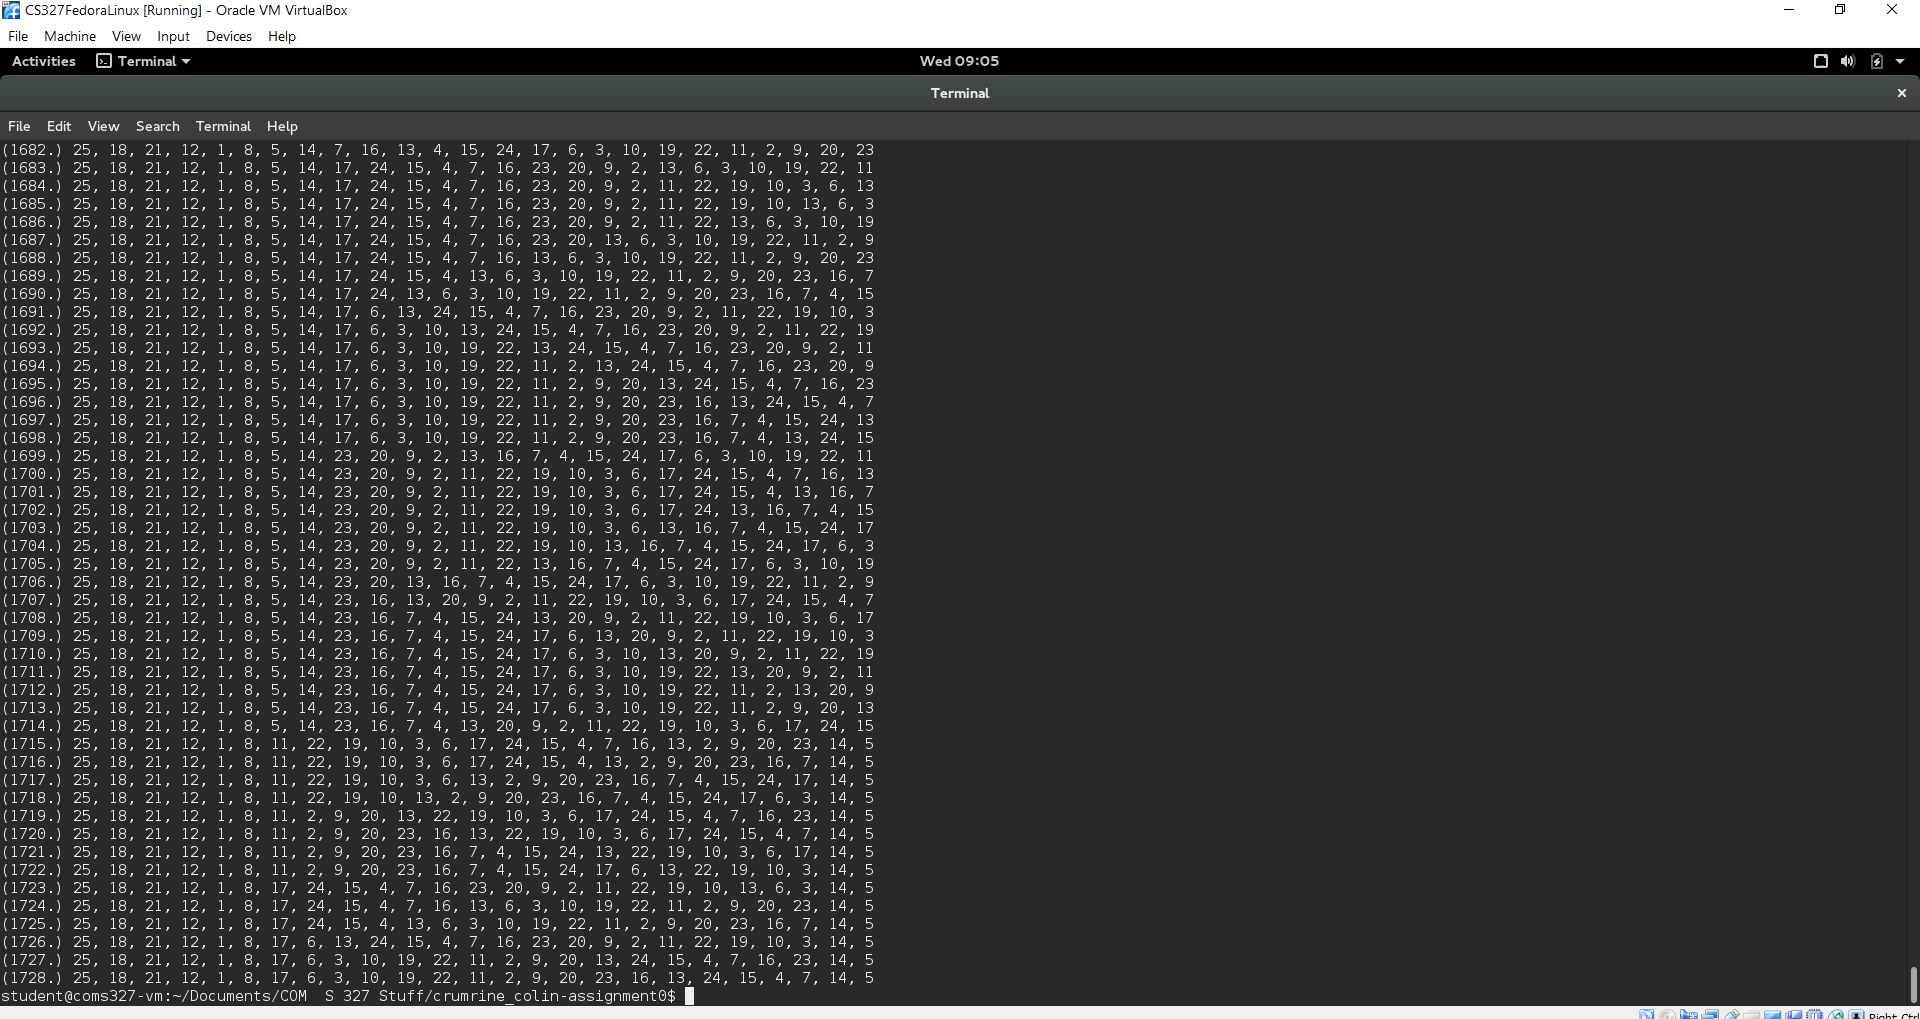 CS327FedoraLinux [Running] - Oracle VM VirtualBox
File Machine View Input Devices Help
Activities Terminal Wed 09:05
Terminal
File Edit View Search Terminal Help
(1682.) 25, 18, 21, 12, 1, 8, 5, 14, 7, 16, 13, 4, 15, 24, 17, 6, 3, 10, 19, 22, 11, 2, 9, 20, 23
(1683.) 25, 18, 21, 12, 1, 8, 5, 14, 17, 24, 15, 4, 7, 16, 23, 20, 9, 2, 13, 6, 3, 10, 19, 22, 11
(1684.) 25, 18, 21, 12, 1, 8, 5, 14, 17, 24, 15, 4, 7, 16, 23, 20, 9, 2, 11, 22, 19, 10, 3, 6, 13
(1685.) 25, 18, 21, 12, 1, 8, 5, 14, 17, 24, 15, 4, 7, 16, 23, 20, 9, 2, 11, 22, 19, 10, 13, 6, 3
(1686.) 25, 18, 21, 12, 1, 8, 5, 14, 17, 24, 15, 4, 7, 16, 23, 20, 9, 2, 11, 22, 13, 6, 3, 10, 19
(1687.) 25, 18, 21, 12, 1, 8, 5, 14, 17, 24, 15, 4, 7, 16, 23, 20, 13, 6, 3, 10, 19, 22, 11, 2, 9
(1688.) 25, 18, 21, 12, 1, 8, 5, 14, 17, 24, 15, 4, 7, 16, 13, 6, 3, 10, 19, 22, 11, 2, 9, 20, 23
(1689.) 25, 18, 21, 12, 1, 8, 5, 14, 17, 24, 15, 4, 13, 6, 3, 10, 19, 22, 11, 2, 9, 20, 23, 16, 7
(1690.) 25, 18, 21, 12, 1, 8, 5, 14, 17, 24, 13, 6, 3, 10, 19, 22, 11, 2, 9, 20, 23, 16, 7, 4, 15
(1691.) 25, 18, 21, 12, 1, 8, 5, 14, 17, 6, 13, 24, 15, 4, 7, 16, 23, 20, 9, 2, 11, 22, 19, 10, 3
(1692.) 25, 18, 21, 12, 1, 8, 5, 14, 17, 6, 3, 10, 13, 24, 15, 4, 7, 16, 23, 20, 9, 2, 11, 22, 19
(1693.) 25, 18, 21, 12, 1, 8, 5, 14, 17, 6, 3, 10, 19, 22, 13, 24, 15, 4, 7, 16, 23, 20, 9, 2, 11
(1694.) 25, 18, 21, 12, 1, 8, 5, 14, 17, 6, 3, 10, 19, 22, 11, 2, 13, 24, 15, 4, 7, 16, 23, 20, 9
(1695.) 25, 18, 21, 12, 1, 8, 5, 14, 17, 6, 3, 10, 19, 22, 11, 2, 9, 20, 13, 24, 15, 4, 7, 16, 23
(1696.) 25, 18, 21, 12, 1, 8, 5, 14, 17, 6, 3, 10, 19, 22, 11, 2, 9, 20, 23, 16, 13, 24, 15, 4, 7
(1697.) 25, 18, 21, 12, 1, 8, 5, 14, 17, 6, 3, 10, 19, 22, 11, 2, 9, 20, 23, 16, 7, 4, 15, 24, 13
(1698.) 25, 18, 21, 12, 1, 8, 5, 14, 17, 6, 3, 10, 19, 22, 11, 2, 9, 20, 23, 16, 7, 4, 13, 24, 15
(1699.) 25, 18, 21, 12, 1, 8, 5, 14, 23, 20, 9, 2, 13, 16, 7, 4, 15, 24, 17, 6, 3, 10, 19, 22, 11
(1700.) 25, 18, 21, 12, 1, 8, 5, 14, 23, 20, 9, 2, 11, 22, 19, 10, 3, 6, 17, 24, 15, 4, 7, 16, 13
(1701.) 25, 18, 21, 12, 1, 8, 5, 14, 23, 20, 9, 2, 11, 22, 19, 10, 3, 6, 17, 24, 15, 4, 13, 16, 7
(1702.) 25, 18, 21, 12, 1, 8, 5, 14, 23, 20, 9, 2, 11, 22, 19, 10, 3, 6, 17, 24, 13, 16, 7, 4, 15
(1703.) 25, 18, 21, 12, 1, 8, 5, 14, 23, 20, 9, 2, 11, 22, 19, 10, 3, 6, 13, 16, 7, 4, 15, 24, 17
(1704.) 25, 18, 21, 12, 1, 8, 5, 14, 23, 20, 9, 2, 11, 22, 19, 10, 13, 16, 7, 4, 15, 24, 17, 6, 3
(1705.) 25, 18, 21, 12, 1, 8, 5, 14, 23, 20, 9, 2, 11, 22, 13, 16, 7, 4, 15, 24, 17, 6, 3, 10, 19
(1706.) 25, 18, 21, 12, 1, 8, 5, 14, 23, 20, 13, 16, 7, 4, 15, 24, 17, 6, 3, 10, 19, 22, 11, 2, 9
(1707.) 25, 18, 21, 12, 1, 8, 5, 14, 23, 16, 13, 20, 9, 2, 11, 22, 19, 10, 3, 6, 17, 24, 15, 4, 7
(1708.) 25, 18, 21, 12, 1, 8, 5, 14, 23, 16, 7, 4, 15, 24, 13, 20, 9, 2, 11, 22, 19, 10, 3, 6, 17
(1709.) 25, 18, 21, 12, 1, 8, 5, 14, 23, 16, 7, 4, 15, 24, 17, 6, 13, 20, 9, 2, 11, 22, 19, 10, 3
(1710.) 25, 18, 21, 12, 1, 8, 5, 14, 23, 16, 7, 4, 15, 24, 17, 6, 3, 10, 13, 20, 9, 2, 11, 22, 19
(1711.) 25, 18, 21, 12, 1, 8, 5, 14, 23, 16, 7, 4, 15, 24, 17, 6, 3, 10, 19, 22, 13, 20, 9, 2, 11
(1712.) 25, 18, 21, 12, 1, 8, 5, 14, 23, 16, 7, 4, 15, 24, 17, 6, 3, 10, 19, 22, 11, 2, 13, 20, 9
(1713.) 25, 18, 21, 12, 1, 8, 5, 14, 23, 16, 7, 4, 15, 24, 17, 6, 3, 10, 19, 22, 11, 2, 9, 20, 13
(1714.) 25, 18, 21, 12, 1, 8, 5, 14, 23, 16, 7, 4, 13, 20, 9, 2, 11, 22, 19, 10, 3, 6, 17, 24, 15
(1715.) 25, 18, 21, 12, 1, 8, 11, 22, 19, 10, 3, 6, 17, 24, 15, 4, 7, 16, 13, 2, 9, 20, 23, 14, 5
(1716.) 25, 18, 21, 12, 1, 8, 11, 22, 19, 10, 3, 6, 17, 24, 15, 4, 13, 2, 9, 20, 23, 16, 7, 14, 5
(1717.) 25, 18, 21, 12, 1, 8, 11, 22, 19, 10, 3, 6, 13, 2, 9, 20, 23, 16, 7, 4, 15, 24, 17, 14, 5
(1718.) 25, 18, 21, 12, 1, 8, 11, 22, 19, 10, 13, 2, 9, 20, 23, 16, 7, 4, 15, 24, 17, 6, 3, 14, 5
(1719.) 25, 18, 21, 12, 1, 8, 11, 2, 9, 20, 13, 22, 19, 10, 3, 6, 17, 24, 15, 4, 7, 16, 23, 14, 5
(1720.) 25, 18, 21, 12, 1, 8, 11, 2, 9, 20, 23, 16, 13, 22, 19, 10, 3, 6, 17, 24, 15, 4, 7, 14, 5
(1721.) 25, 18, 21, 12, 1, 8, 11, 2, 9, 20, 23, 16, 7, 4, 15, 24, 13, 22, 19, 10, 3, 6, 17, 14, 5
(1722.) 25, 18, 21, 12, 1, 8, 11, 2, 9, 20, 23, 16, 7, 4, 15, 24, 17, 6, 13, 22, 19, 10, 3, 14, 5
(1723.) 25, 18, 21, 12, 1, 8, 17, 24, 15, 4, 7, 16, 23, 20, 9, 2, 11, 22, 19, 10, 13, 6, 3, 14, 5
(1724.) 25, 18, 21, 12, 1, 8, 17, 24, 15, 4, 7, 16, 13, 6, 3, 10, 19, 22, 11, 2, 9, 20, 23, 14, 5
(1725.) 25, 18, 21, 12, 1, 8, 17, 24, 15, 4, 13, 6, 3, 10, 19, 22, 11, 2, 9, 20, 23, 16, 7, 14, 5
(1726.) 25, 18, 21, 12, 1, 8, 17, 6, 13, 24, 15, 4, 7, 16, 23, 20, 9, 2, 11, 22, 19, 10, 3, 14, 5
(1727.) 25, 18, 21, 12, 1, 8, 17, 6, 3, 10, 19, 22, 11, 2, 9, 20, 13, 24, 15, 4, 7, 16, 23, 14, 5
(1728.) 25, 18, 21, 12, 1, 8, 17, 6, 3, 10, 19, 22, 11, 2, 9, 20, 23, 16, 13, 24, 15, 4, 7, 14, 5
student@coms327-vm:~/Documents/COM  S 327 Stuff/crumrine_colin-assignment0$
Right Ctrl